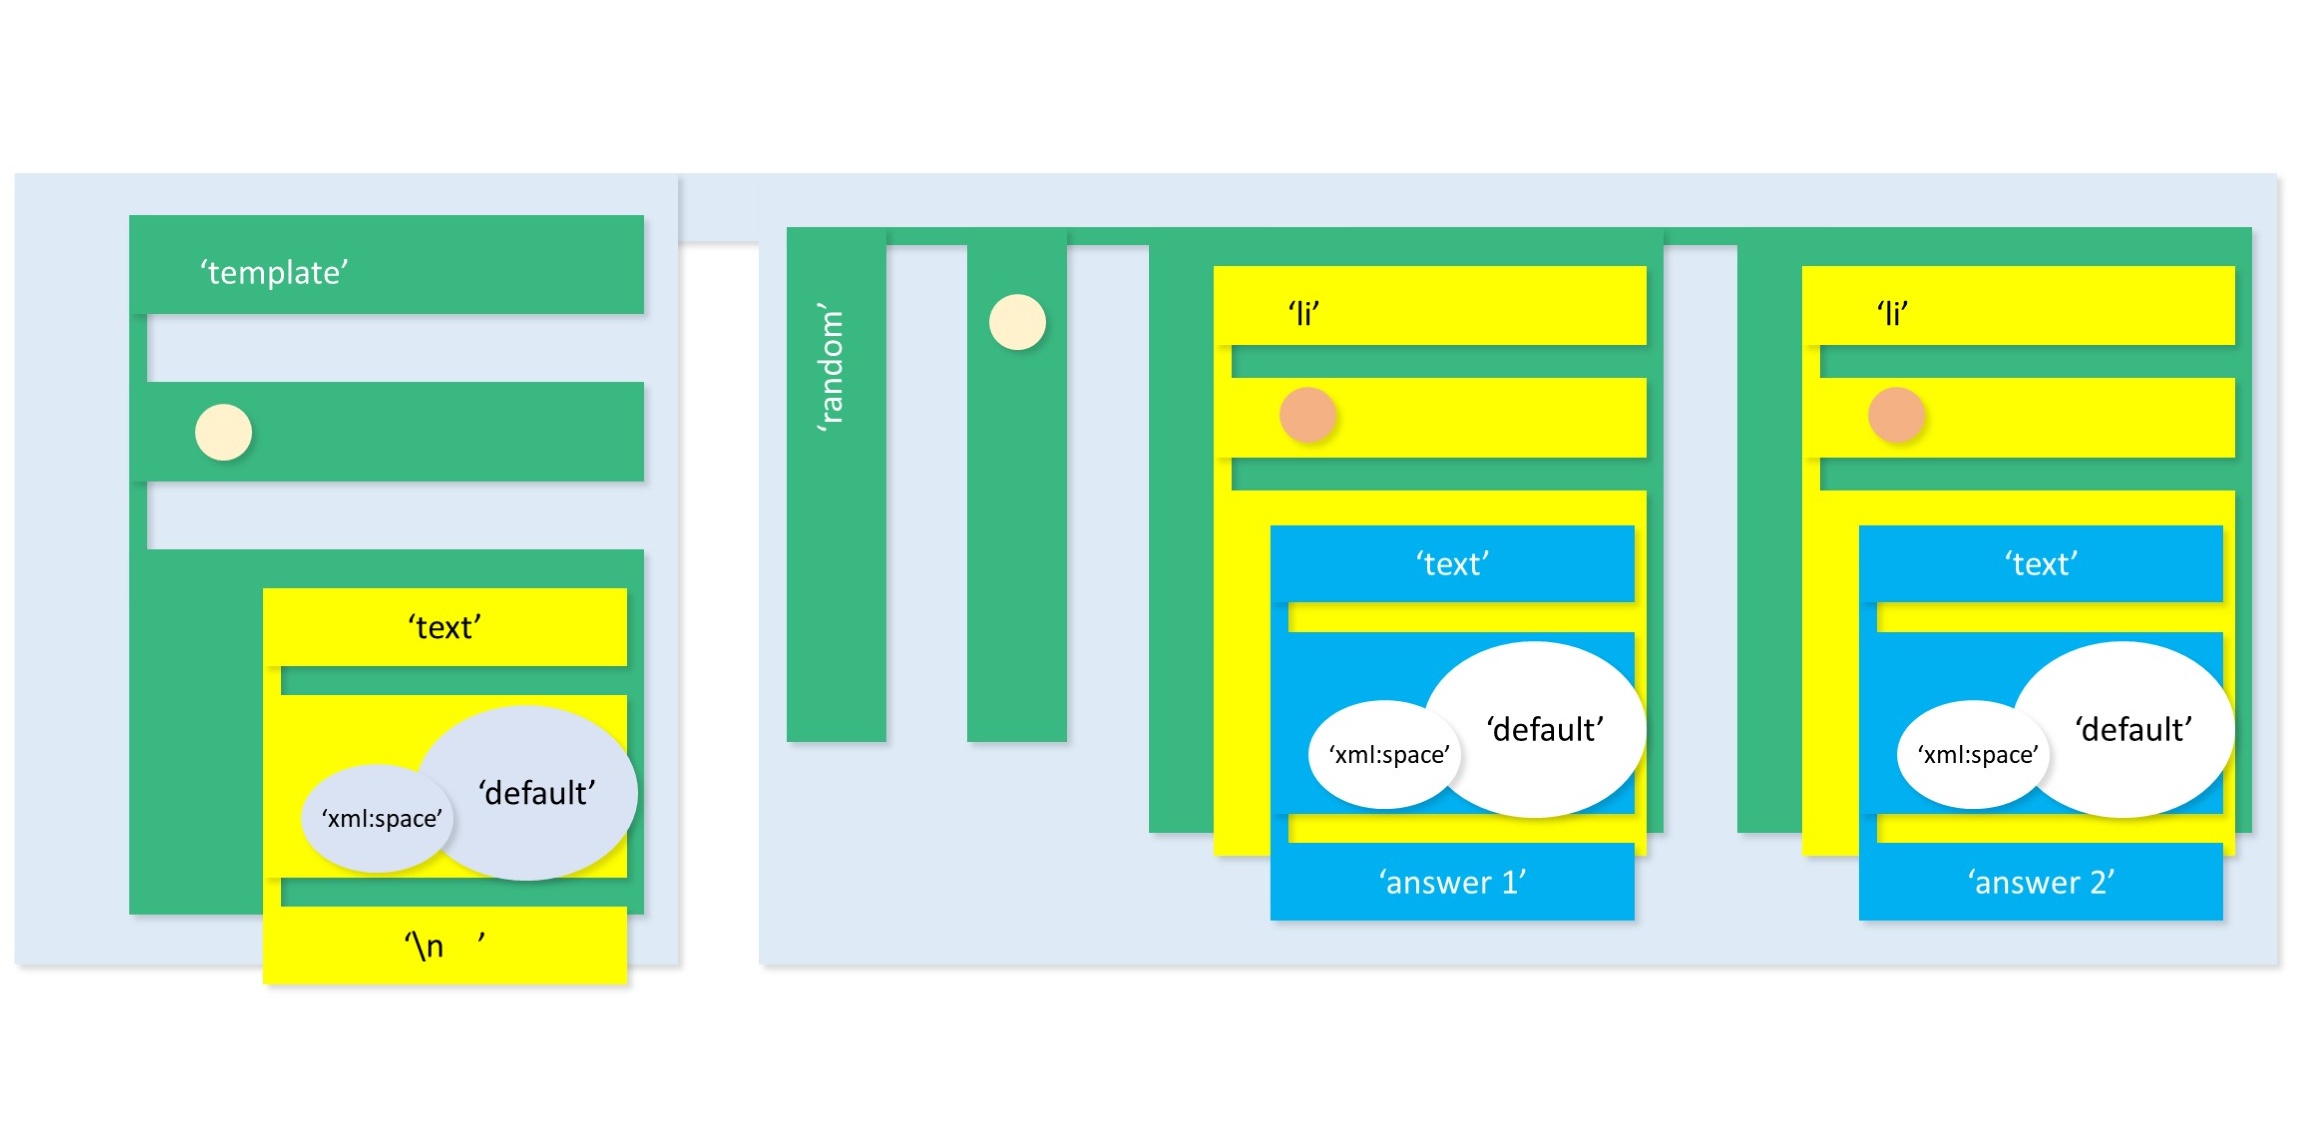 ‘template’
‘text’
‘xml:space’
‘default’
‘\n    ’
‘random’
‘li’
‘text’
‘xml:space’
‘default’
‘answer 1’
‘li’
‘text’
‘xml:space’
‘default’
‘answer 2’